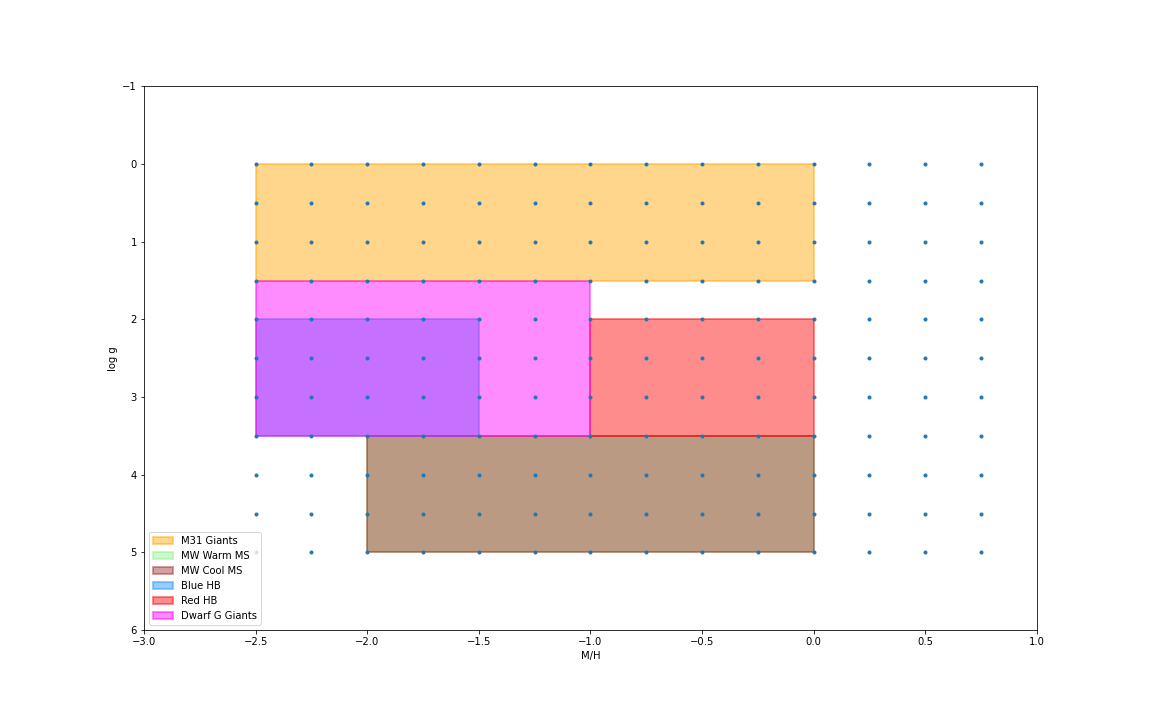 −1
0
1
2
3
4
5
6
log g
M31 Giants
MW Warm MS
MW Cool MS
Blue HB
Red HB
Dwarf G Giants
−3.0 −2.5 −2.0 −1.5 −1.0 −0.5 0.0 0.5 1.0
M/H